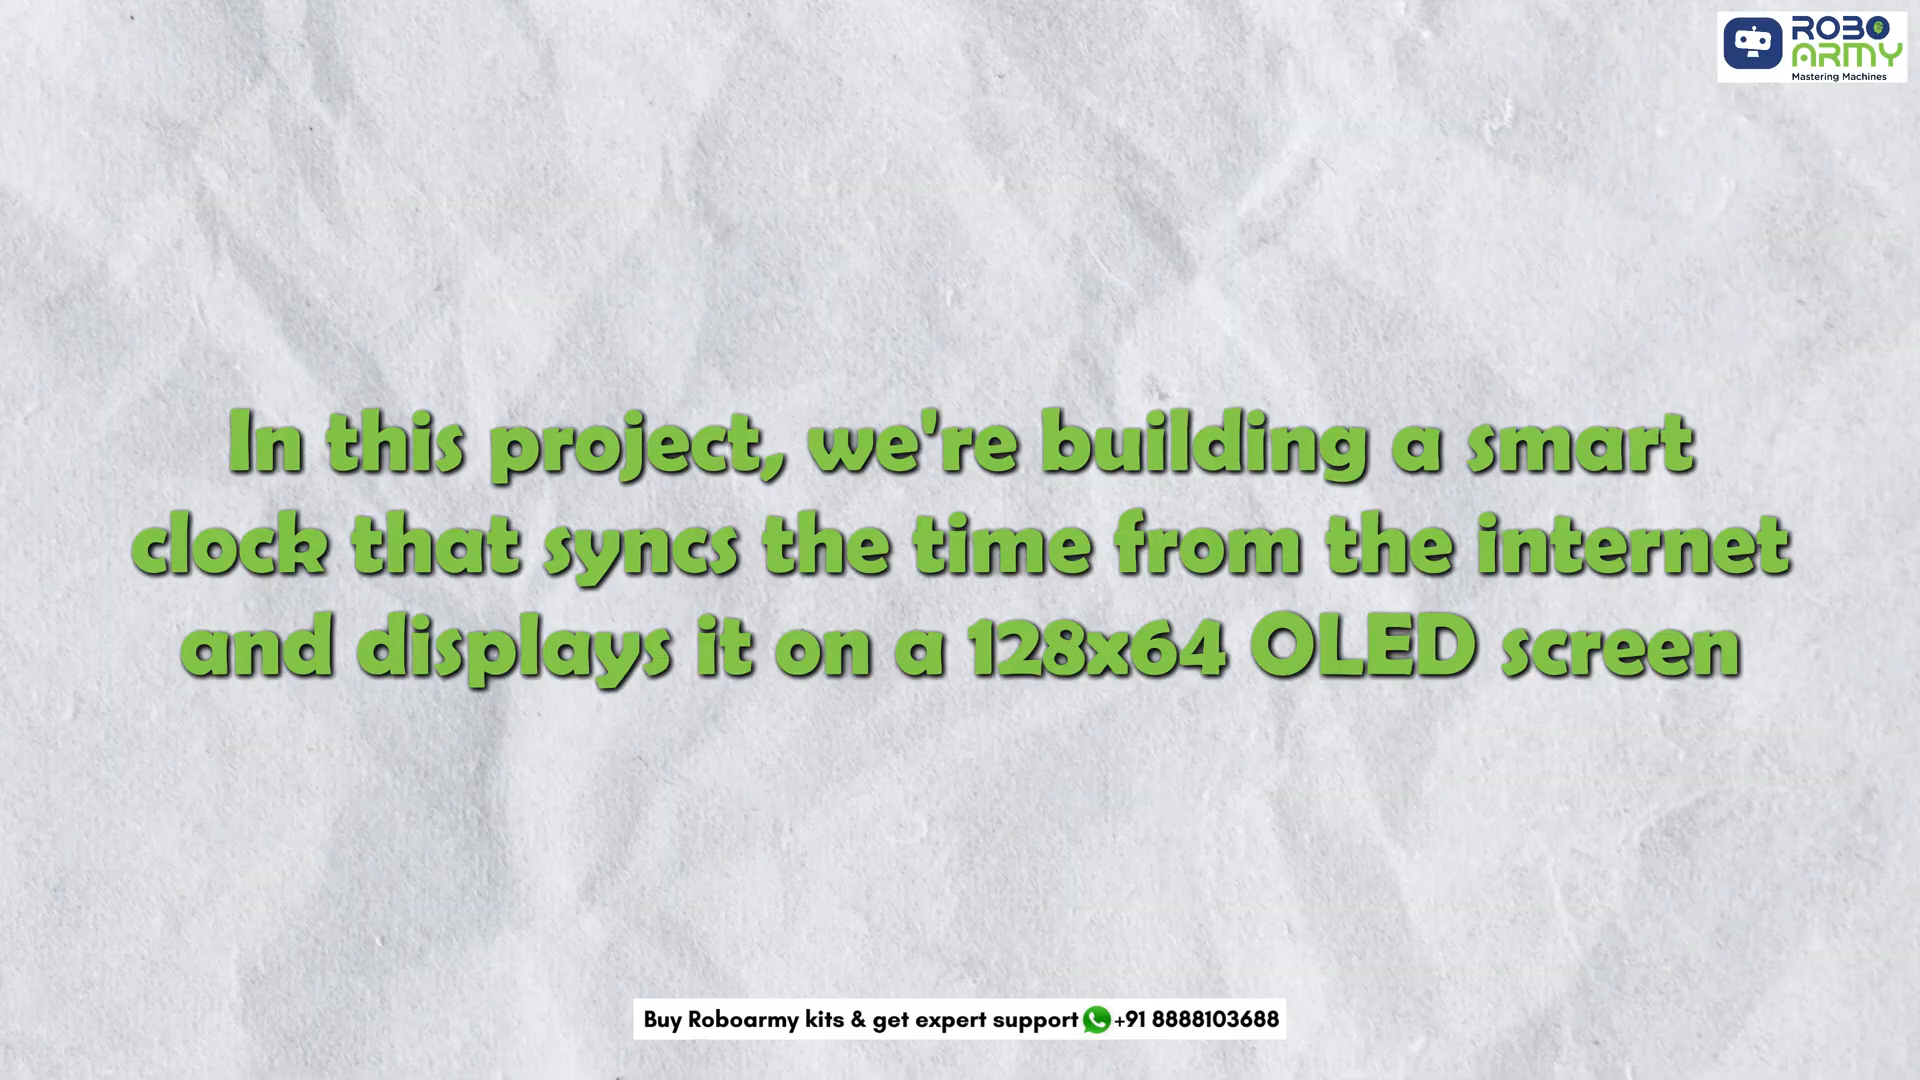 ROBO
ARMY
Mastering Machines
In this project, we're building a smart
clock that syncs the time from the internet
and displays it on a 128x64 OLED screen
Buy Roboarmy kits & get expert support +91 8888103688